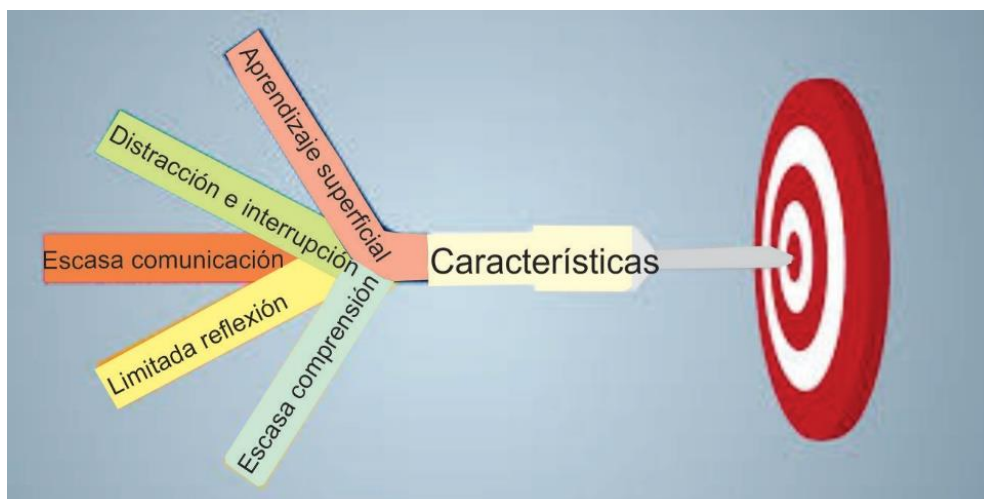 Aprendizaje superficial
Distracción e interrupción
Escasa comunicación
Limitada reflexión
Escasa comprensión
Características